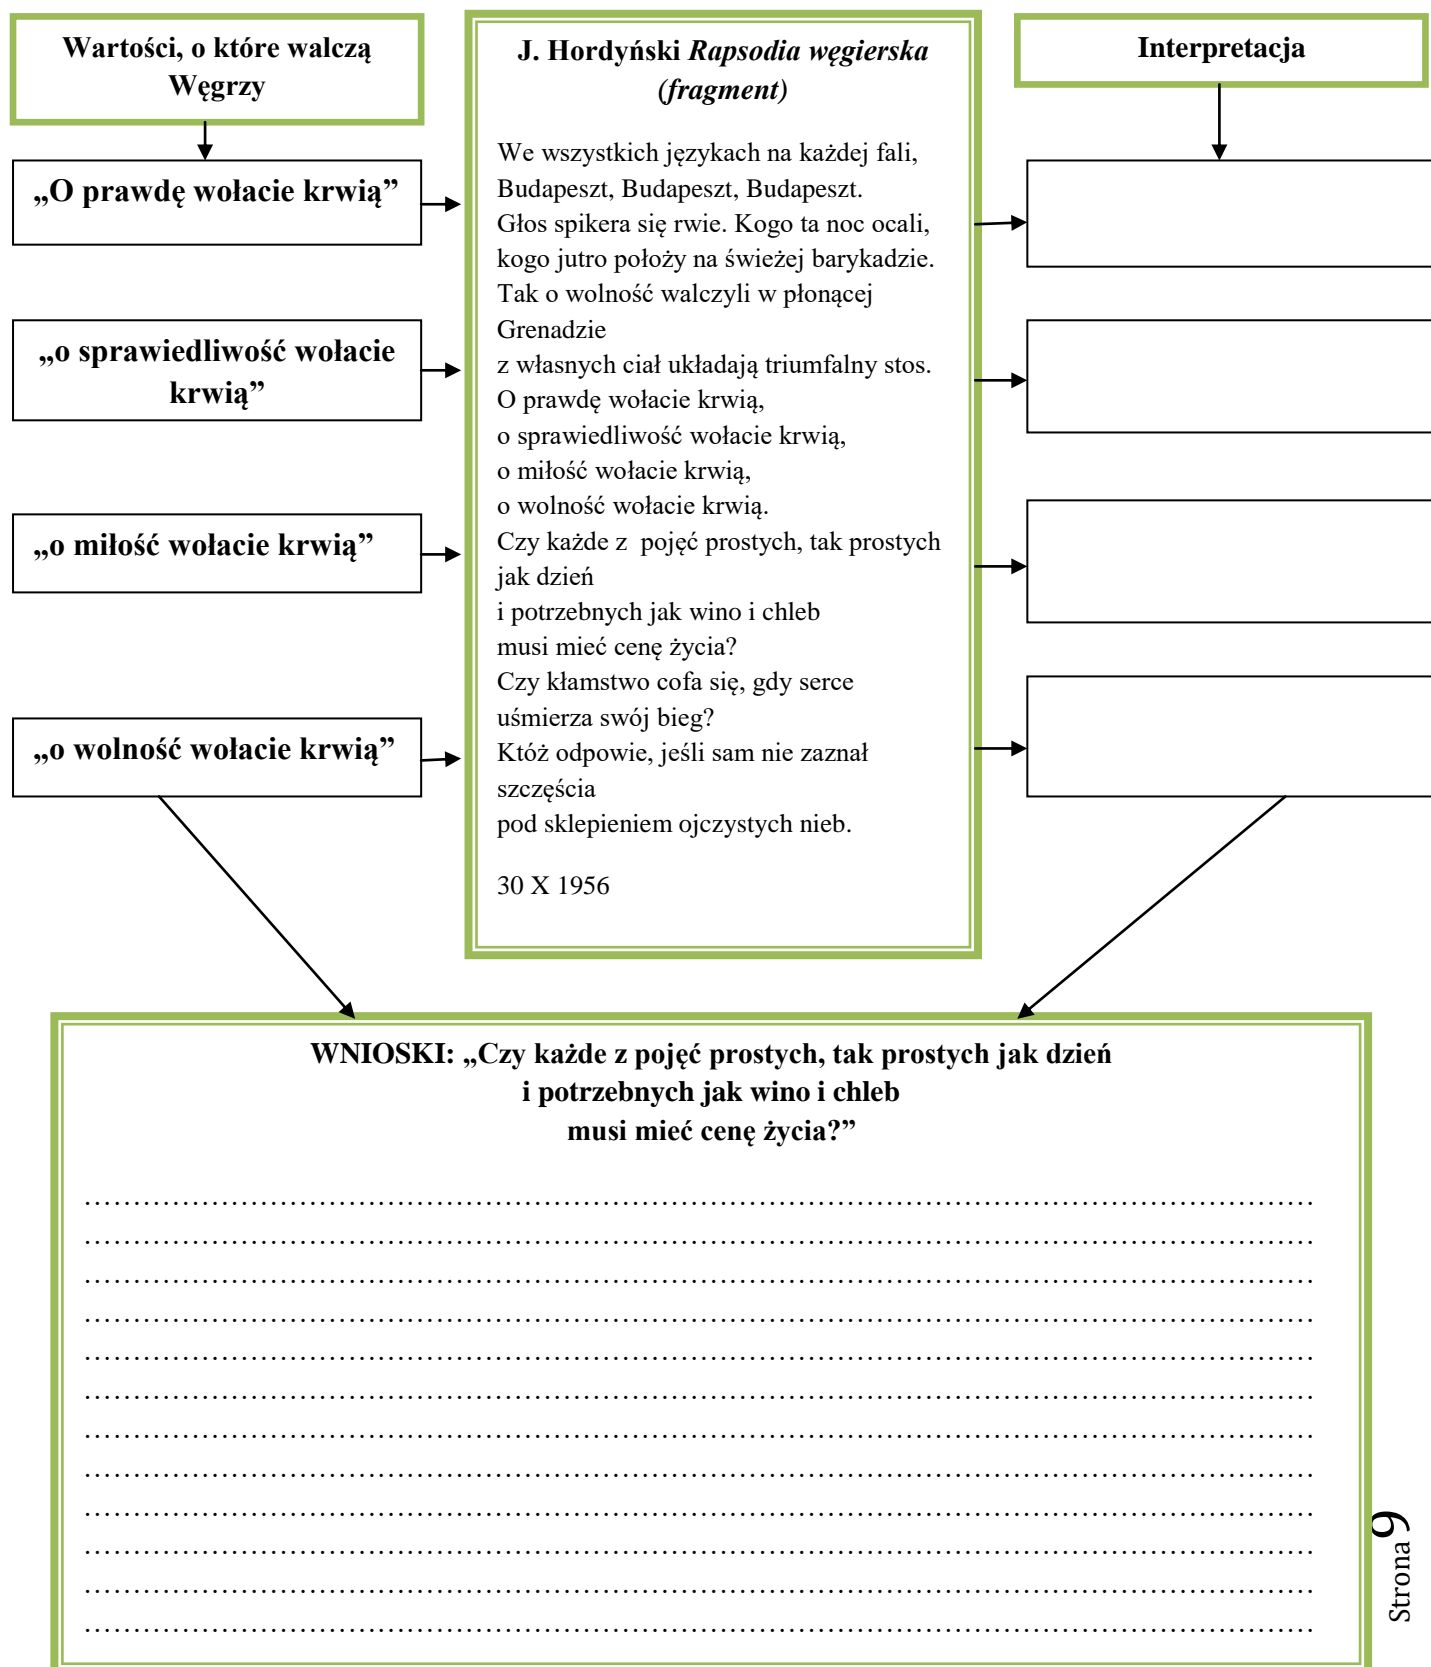 Wartości, o które walczą
Węgrzy
„O prawdę wołacie krwią”
„o sprawiedliwość wołacie
krwią”
„o miłość wołacie krwią”
„o wolność wołacie krwią”
J. Hordyński Rapsodia węgierska
(fragment)
We wszystkich językach na każdej fali,
Budapeszt, Budapeszt, Budapeszt.
Głos spikera się rwie. Kogo ta noc ocali,
kogo jutro położy na świeżej barykadzie.
Tak o wolność walczyli w płonącej
Grenadzie
z własnych ciał układają triumfalny stos.
O prawdę wołacie krwią,
o sprawiedliwość wołacie krwią,
o miłość wołacie krwią,
o wolność wołacie krwią.
Czy każde z  pojęć prostych, tak prostych
jak dzień
i potrzebnych jak wino i chleb
musi mieć cenę życia?
Czy kłamstwo cofa się, gdy serce
uśmierza swój bieg?
Któż odpowie, jeśli sam nie zaznał
szczęścia
pod sklepieniem ojczystych nieb.
30 X 1956
Interpretacja
WNIOSKI: „Czy każde z pojęć prostych, tak prostych jak dzień
i potrzebnych jak wino i chleb
musi mieć cenę życia?”
Strona 9